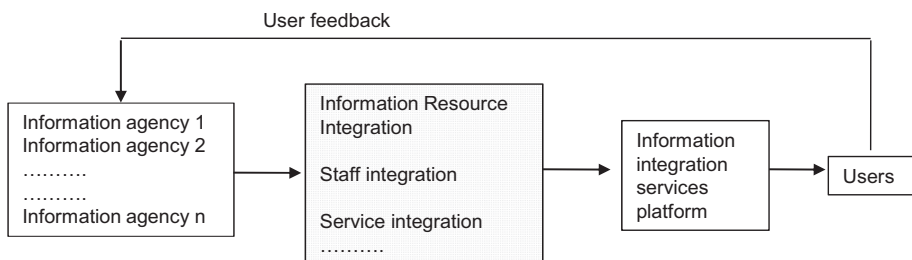 User feedback
Information agency 1
Information agency 2
……….
……….
Information agency n
Information Resource
Integration
Staff integration
Service integration
……….
Information
integration
services
platform
Users